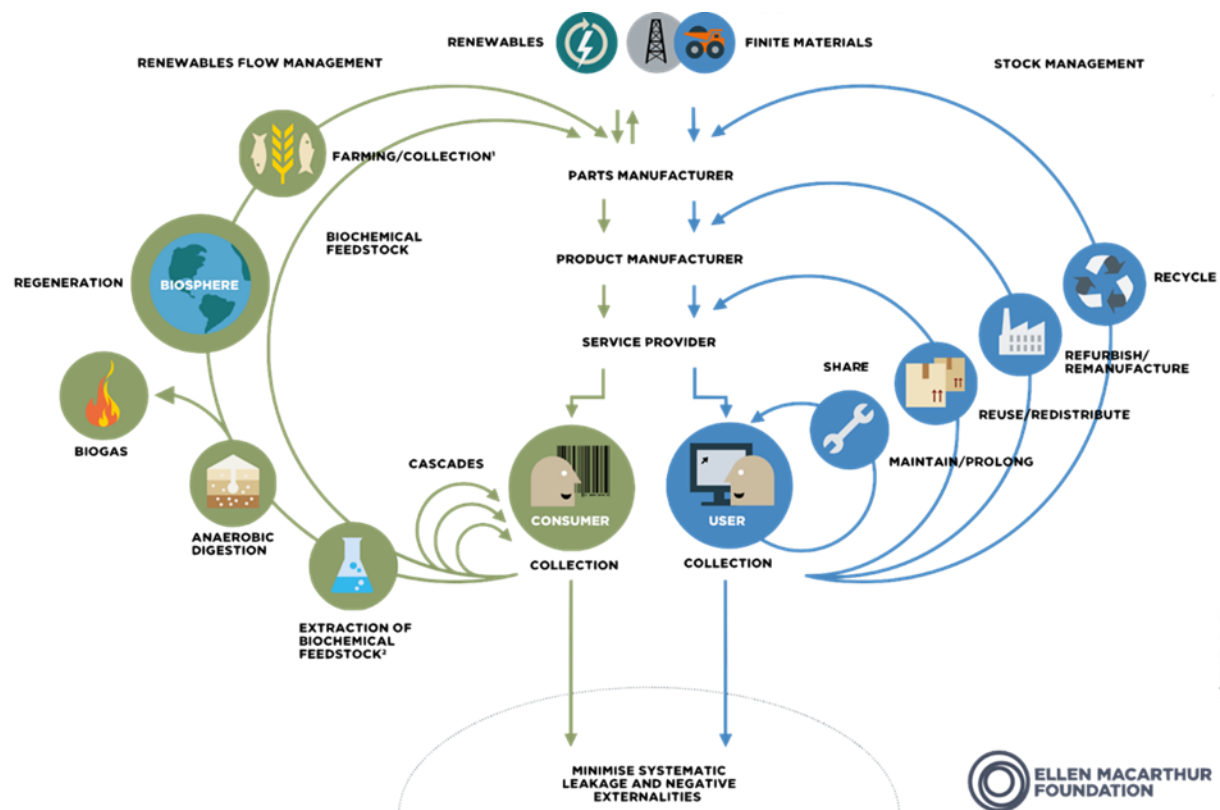 RENEWABLES
FINITE MATERIALS
RENEWABLES FLOW MANAGEMENT
STOCK MANAGEMENT
FARMING/COLLECTION¹
PARTS MANUFACTURER
BIOCHEMICAL
FEEDSTOCK
PRODUCT MANUFACTURER
REGENERATION
BIOSPHERE
RECYCLE
SERVICE PROVIDER
SHARE
REFURBISH/
REMANUFACTURE
REUSE/REDISTRIBUTE
BIOGAS
CASCADES
MAINTAIN/PROLONG
CONSUMER
USER
ANAEROBIC
DIGESTION
COLLECTION
COLLECTION
EXTRACTION OF
BIOCHEMICAL
FEEDSTOCK²
MINIMISE SYSTEMATIC
LEAKAGE AND NEGATIVE
EXTERNALITIES
ELLEN MACARTHUR
FOUNDATION